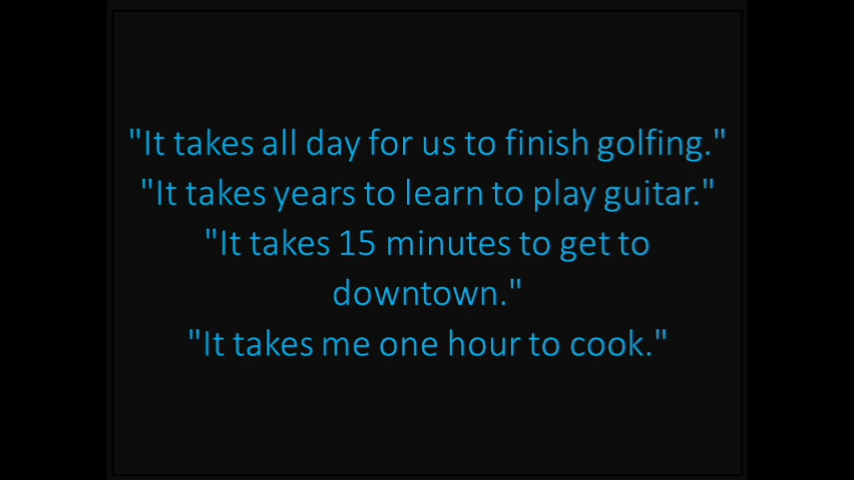 "It takes all day for us to finish golfing."
"It takes years to learn to play guitar."
"It takes 15 minutes to get to
downtown."
"It takes me one hour to cook."